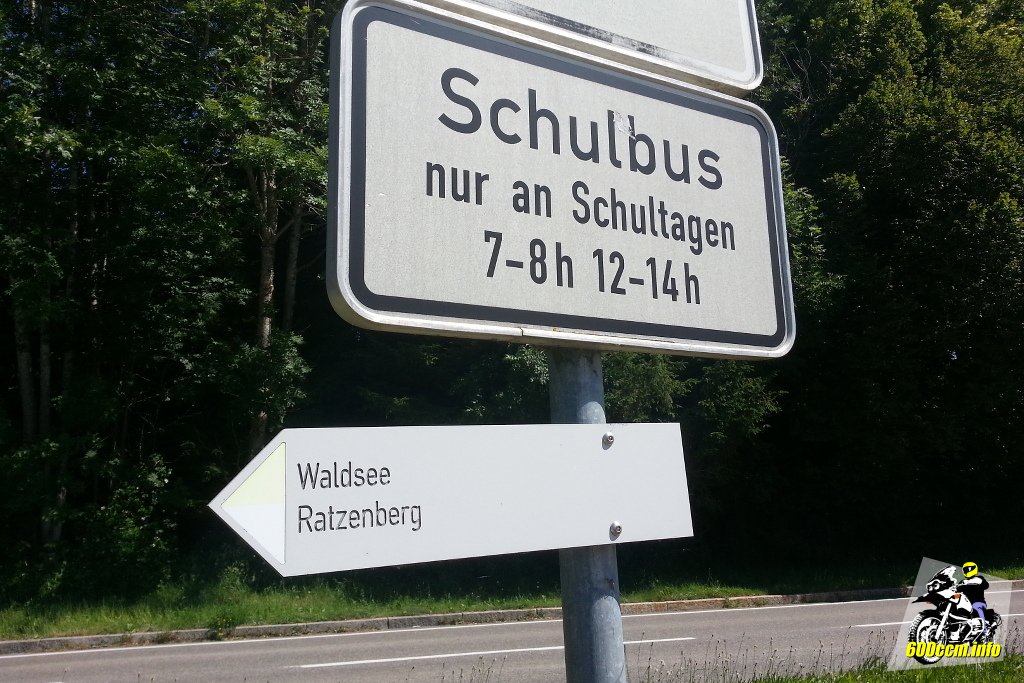 Schulbus
nur an Schultagen
7-8h 12-14h
Waldsee
Ratzenberg
600ccm.info